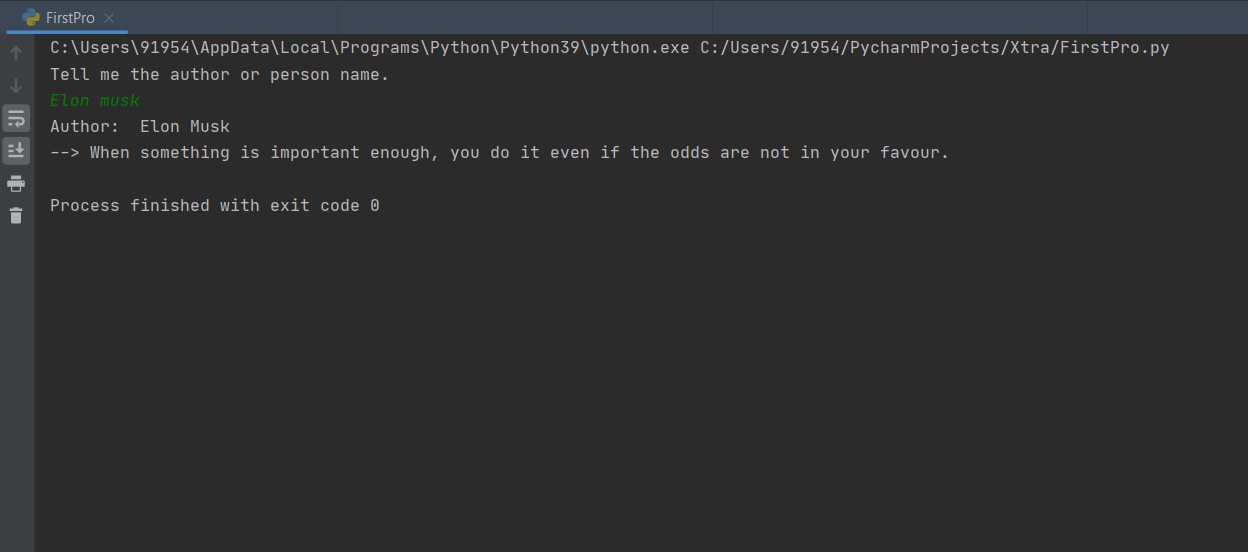 FirstPro
C:\Users\91954\AppData\Local\Programs\Python\Python39\python.exe C:/Users/91954/PycharmProjects/Xtra/FirstPro.py
Tell me the author or person name.
Elon musk
Author:  Elon Musk
--> When something is important enough, you do it even if the odds are not in your favour.
Process finished with exit code 0